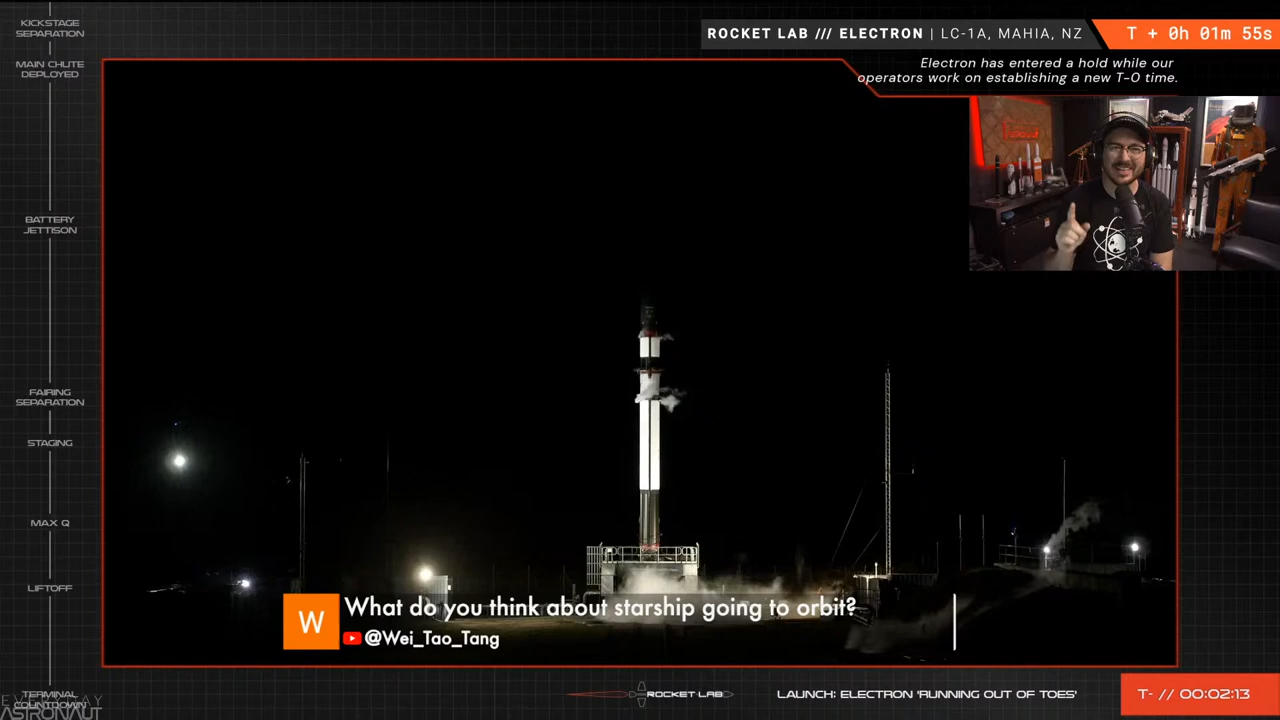 KICKSTAGE
SEPARATION
MAIN CHUTE
DEPLOYED
BATTERY
JETTISON
FAIRING
SEPARATION
STAGING
MAX Q
LIFTOFF
TERMINAL
COUNTDOWN
EVERYDAY
ASTRONAUT
ROCKET LAB /// ELECTRON | LC-1A, MAHIA, NZ
T + 0h 01m 55s
Electron has entered a hold while our
operators work on establishing a new T-0 time.
W
What do you think about starship going to orbit?
@Wei_Tao_Tang
ROCKET LAB
LAUNCH: ELECTRON 'RUNNING OUT OF TOES'
T- // 00:02:13